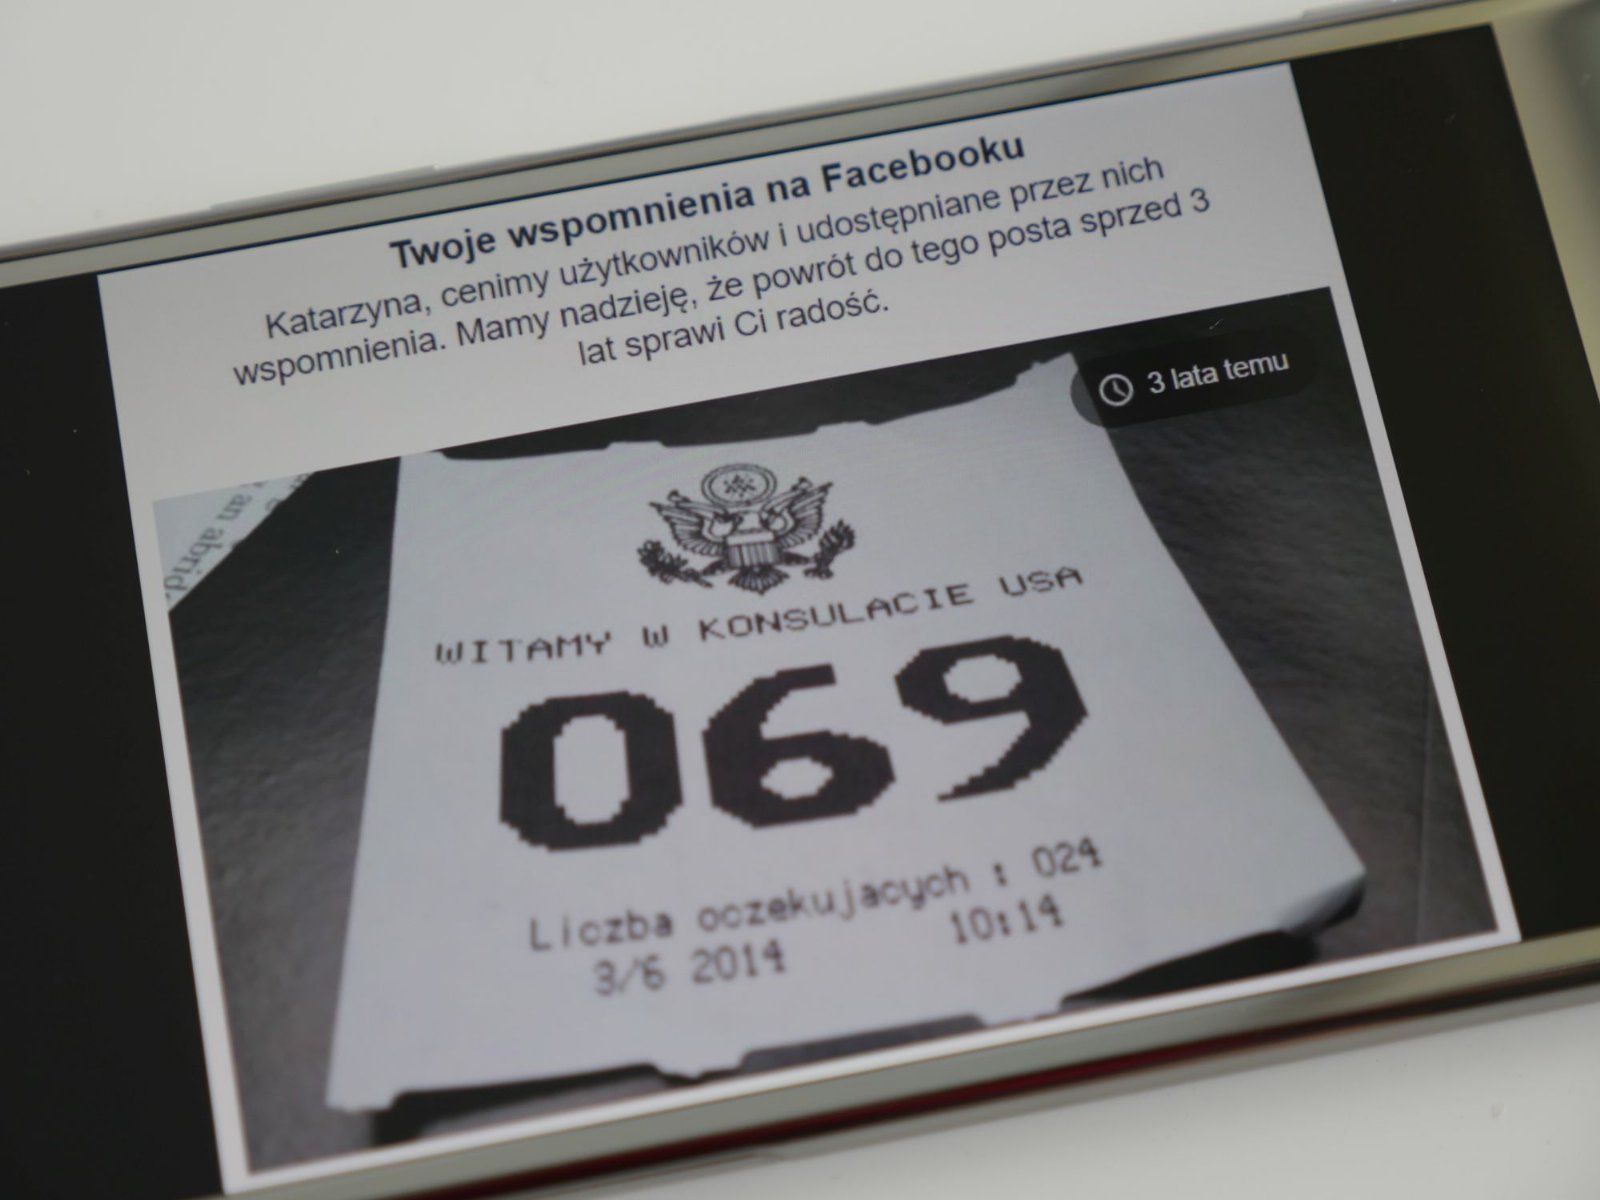 Twoje wspomnienia na Facebooku
Katarzyna, cenimy użytkowników i udostępniane przez nich
wspomnienia. Mamy nadzieję, że powrót do tego posta sprzed 3
lat sprawi Ci radość.
3 lata temu
an abrid
WITAMY W KONSULACIE USA
069
Liczba oczekujacych : 024
3/6 2014 10:14